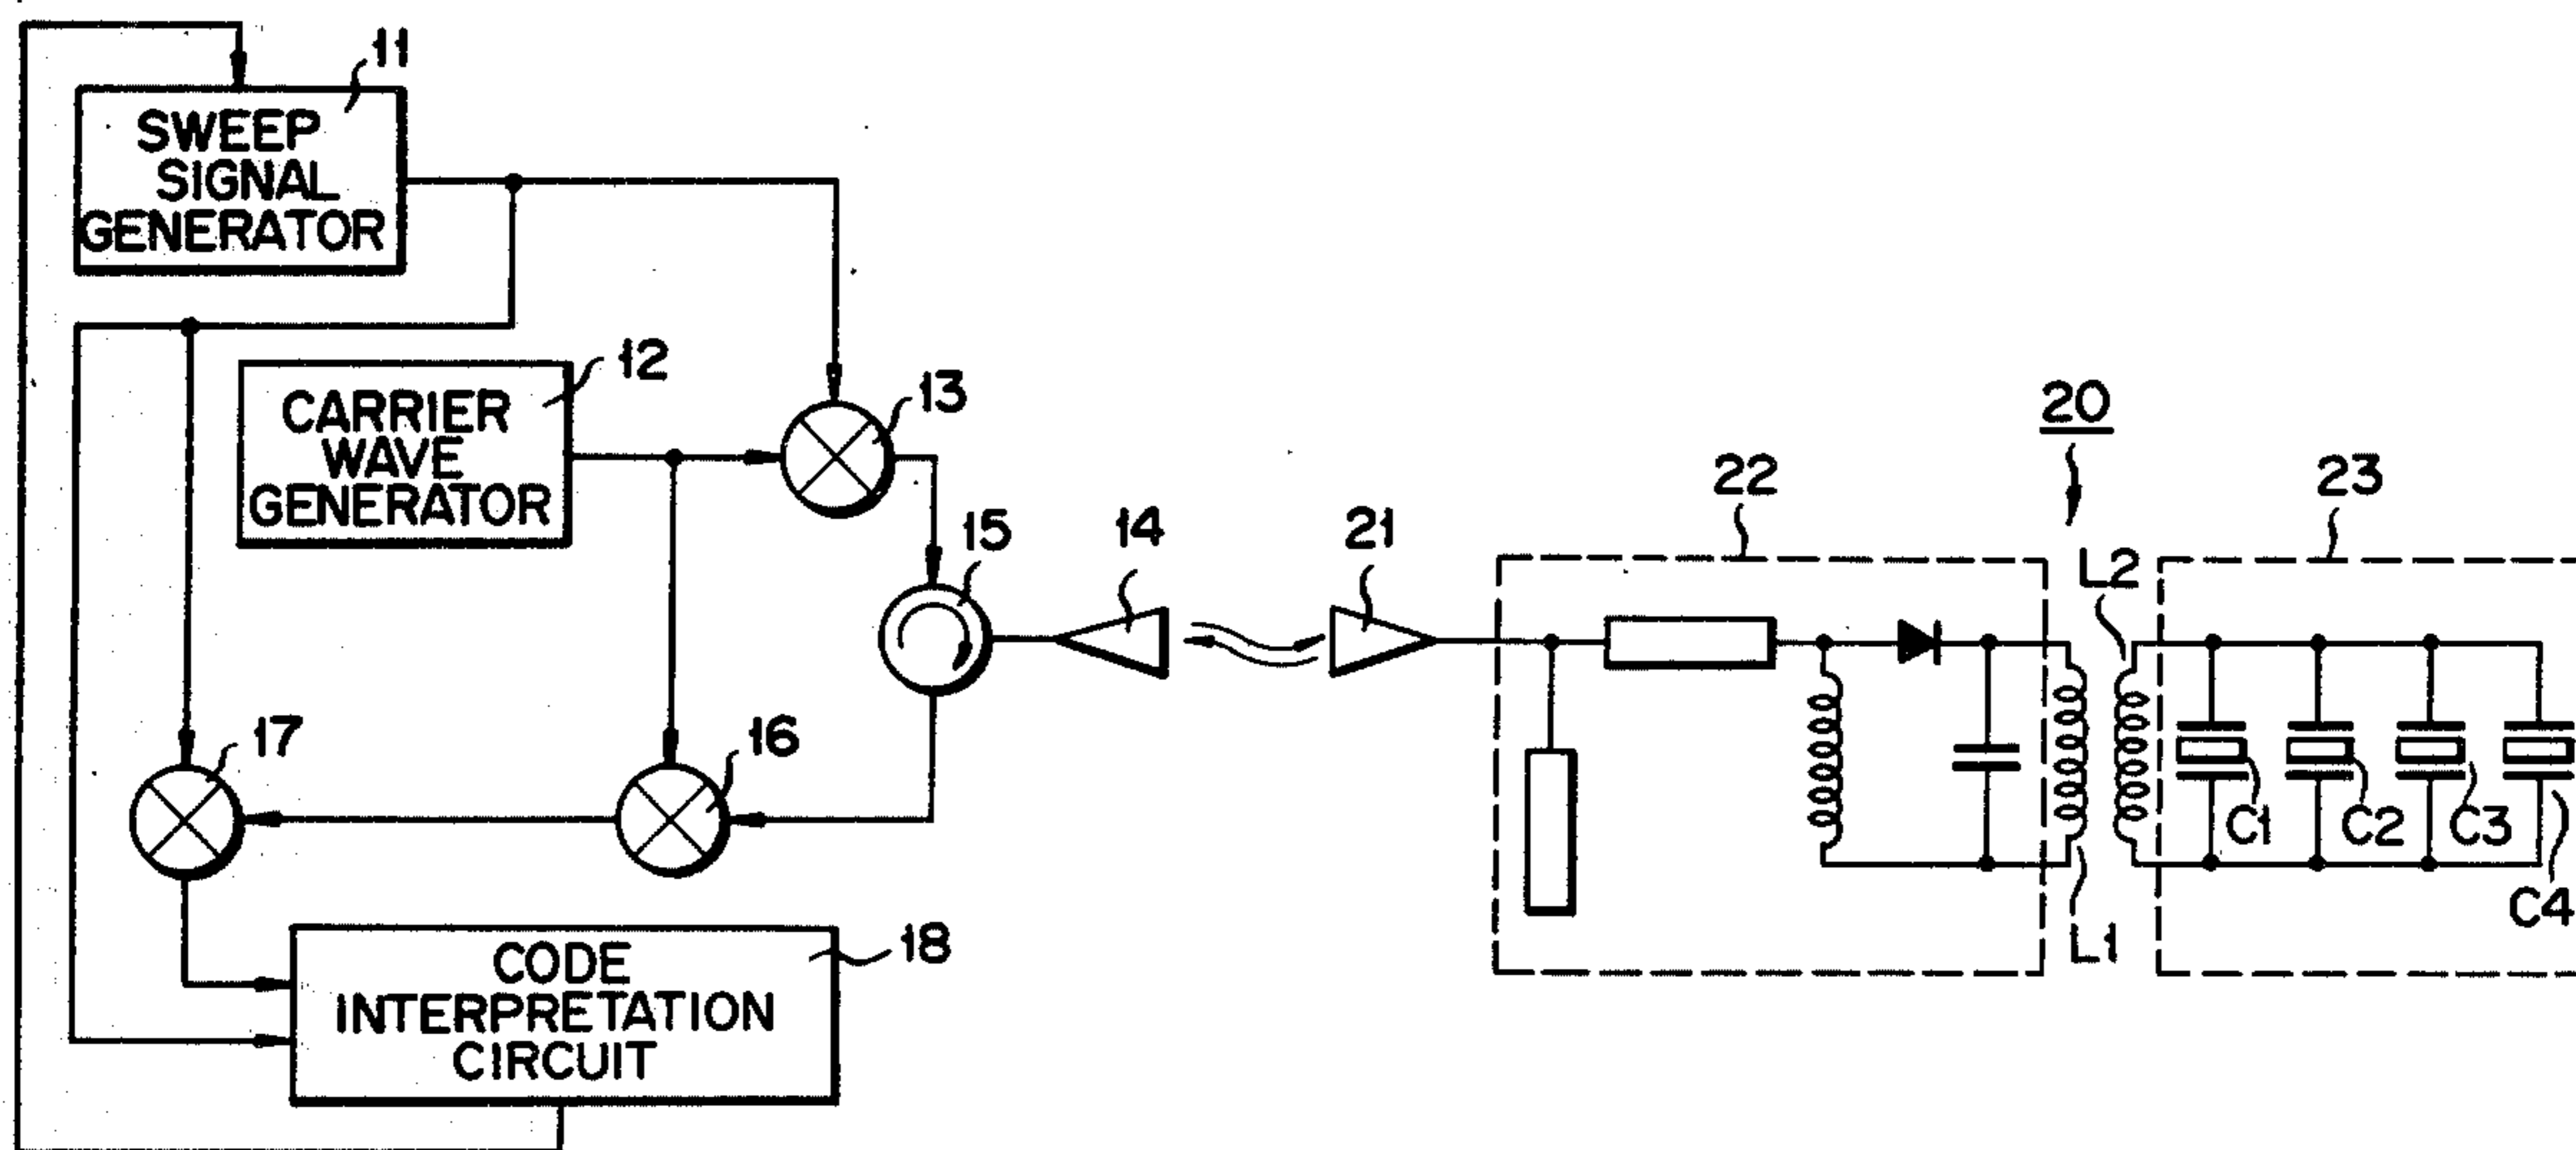 11
SWEEP
SIGNAL
GENERATOR
12
CARRIER
WAVE
GENERATOR
13
15
14
21
22
20
L2
23
17
16
C1
C2
C3
C4
L1
CODE
INTERPRETATION
CIRCUIT
18